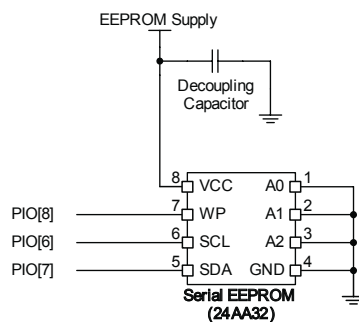 EEPROM Supply
Decoupling
Capacitor
8 VCC A0 1
PIO[8] 7 WP A1 2
PIO[6] 6 SCL A2 3
PIO[7] 5 SDA GND 4
Serial EEPROM
(24AA32)